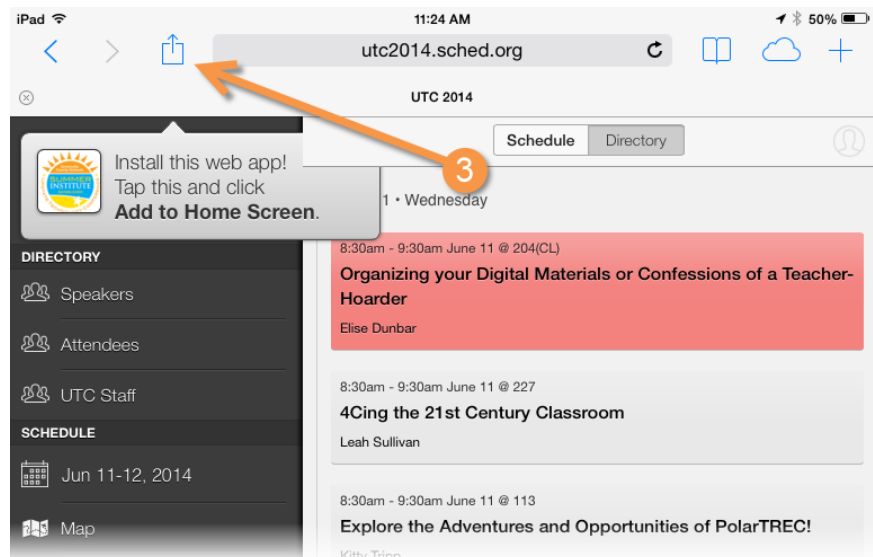 iPad 11:24 AM 50%
utc2014.sched.org
UTC 2014
Schedule Directory
SUMMER
INSTITUTE
Install this web app!
Tap this and click
Add to Home Screen.
3
1 • Wednesday
DIRECTORY
Speakers
Attendees
UTC Staff
SCHEDULE
Jun 11-12, 2014
Map
8:30am - 9:30am June 11 @ 204(CL)
Organizing your Digital Materials or Confessions of a Teacher-
Hoarder
Elise Dunbar
8:30am - 9:30am June 11 @ 227
4Cing the 21st Century Classroom
Leah Sullivan
8:30am - 9:30am June 11 @ 113
Explore the Adventures and Opportunities of PolarTREC!
Kitty Tripp